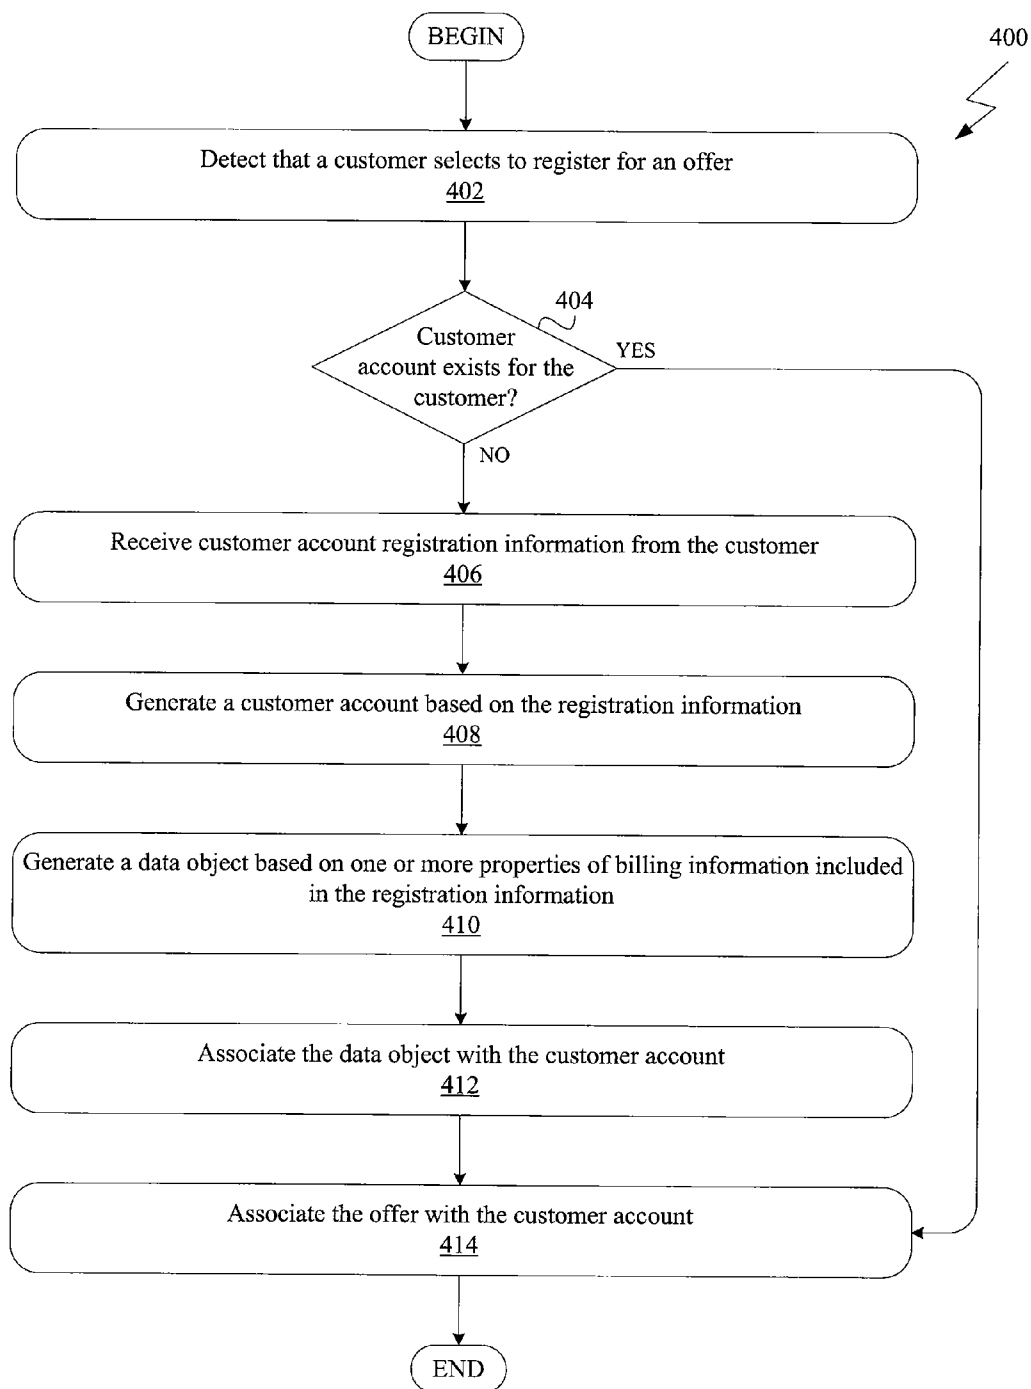 BEGIN
400
Detect that a customer selects to register for an offer
402
404
Customer
account exists for the
customer?
YES
NO
Receive customer account registration information from the customer
406
Generate a customer account based on the registration information
408
Generate a data object based on one or more properties of billing information included
in the registration information
410
Associate the data object with the customer account
412
Associate the offer with the customer account
414
END